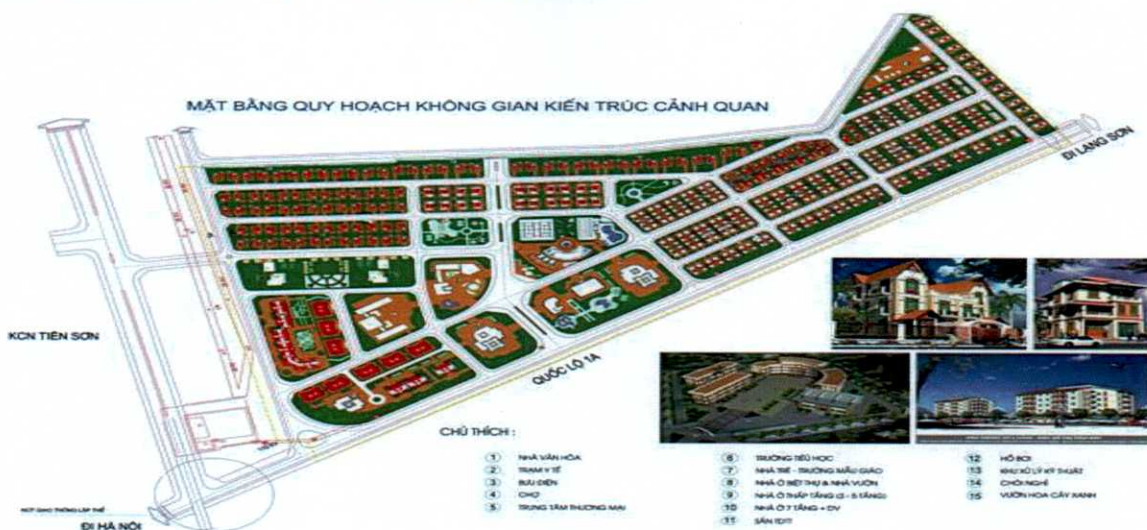 MẶT BẰNG QUY HOẠCH KHÔNG GIAN KIẾN TRÚC CẢNH QUAN
ĐI LẠNG SƠN
KCN TIÊN SƠN
QUỐC LỘ 1A
CHÚ THÍCH :
1 NHÀ VĂN HÓA
2 TRẠM Y TẾ
3 BƯU ĐIỆN
4 CHỢ
5 TRUNG TÂM THƯƠNG MẠI
6 TRƯỜNG TIỂU HỌC
7 NHÀ TRẺ - TRƯỜNG MẪU GIÁO
8 NHÀ Ở BIỆT THỰ & NHÀ VƯỜN
9 NHÀ Ở THẤP TẦNG (3 - 5 TẦNG)
10 NHÀ Ở 7 TẦNG + DV
11 SÂN TDTT
12 HỒ BƠI
13 KHU XỬ LÝ KỸ THUẬT
14 CHÒI NGHỈ
15 VƯỜN HOA CÂY XANH
ĐI HÀ NỘI